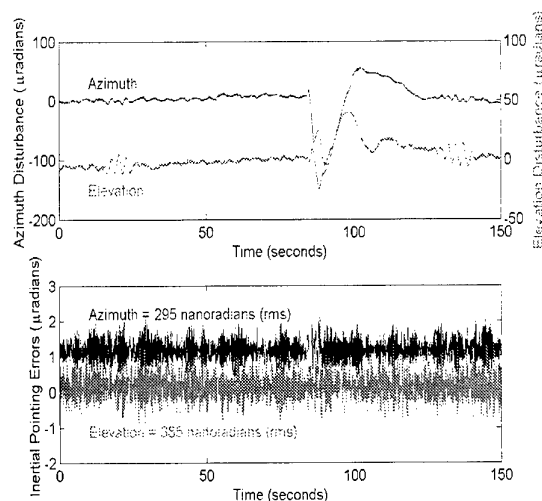 Azimuth Disturbance (μradians)
100
0
-100
-200
Azimuth
Elevation
100
50
0
-50
Elevation Disturbance (μradians)
0
50
100
150
Time (seconds)
Inertial Pointing Errors (μradians)
3
2
1
0
-1
-2
Azimuth = 295 nanoradians (rms)
Elevation = 355 nanoradians (rms)
0
50
100
150
Time (seconds)